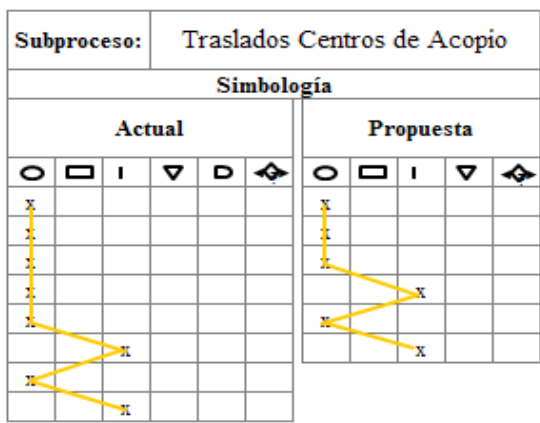 Subproceso: Traslados Centros de Acopio
Simbología
Actual Propuesta
I D I
x x
x x
x x
x x
x x
x x
x
x